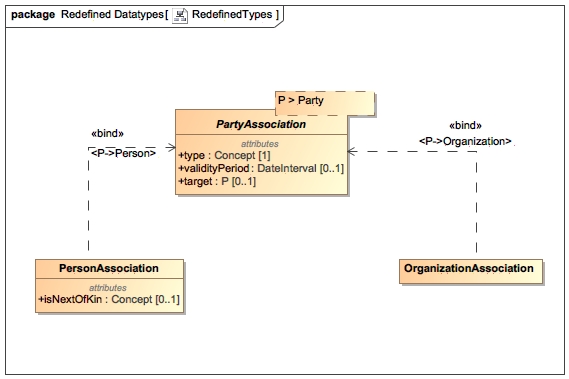 package Redefined Datatypes[ RedefinedTypes ]
P > Party
PartyAssociation
attributes
+type : Concept [1]
+validityPeriod : DateInterval [0..1]
+target : P [0..1]
«bind»
<P->Person>
«bind»
<P->Organization>
PersonAssociation
attributes
+isNextOfKin : Concept [0..1]
OrganizationAssociation